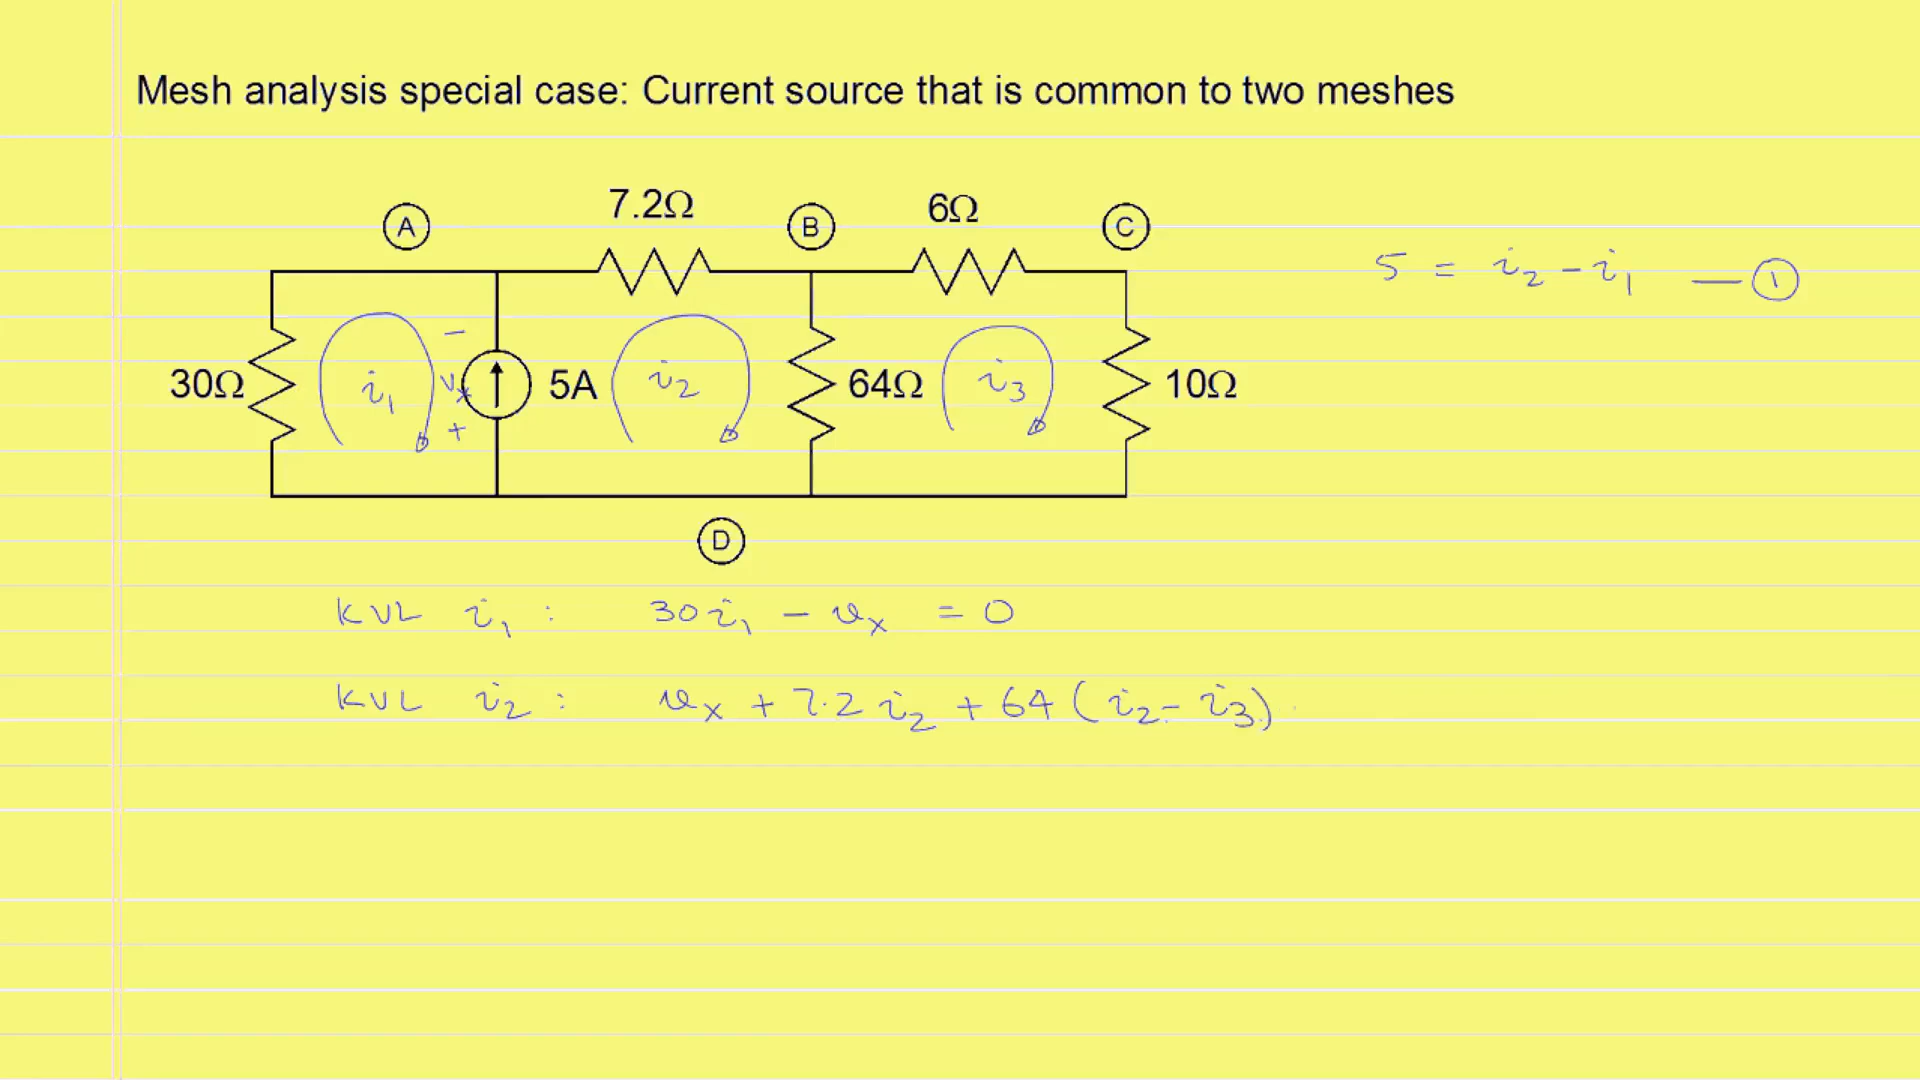 Mesh analysis special case: Current source that is common to two meshes
7.2Ω
6Ω
A
B
C
5 = i₂ - i₁ — ①
30Ω
i₁
-
vₓ
+
5A
i₂
64Ω
i₃
10Ω
D
KVL i₁ : 30i₁ - vₓ = 0
KVL i₂ : vₓ + 7.2 i₂ + 64 (i₂ - i₃)